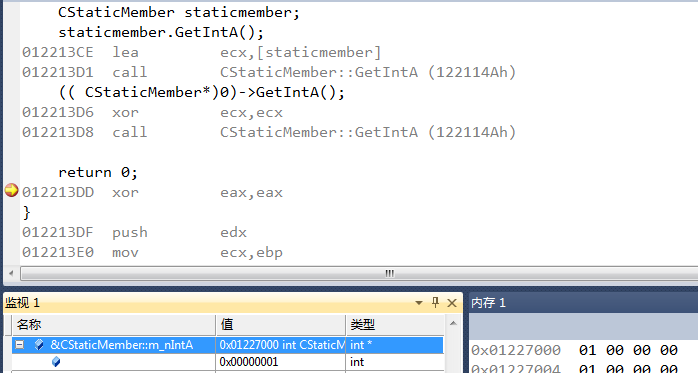 CStaticMember staticmember;
staticmember.GetIntA();
012213CE lea ecx,[staticmember]
012213D1 call CStaticMember::GetIntA (122114Ah)
(( CStaticMember*)0)->GetIntA();
012213D6 xor ecx,ecx
012213D8 call CStaticMember::GetIntA (122114Ah)
return 0;
012213DD xor eax,eax
}
012213DF push edx
012213E0 mov ecx,ebp
监视 1
名称 值 类型
&CStaticMember::m_nIntA 0x01227000 int CStaticM int *
0x00000001 int
内存 1
0x01227000 01 00 00 00
0x01227004 00 00 00 00